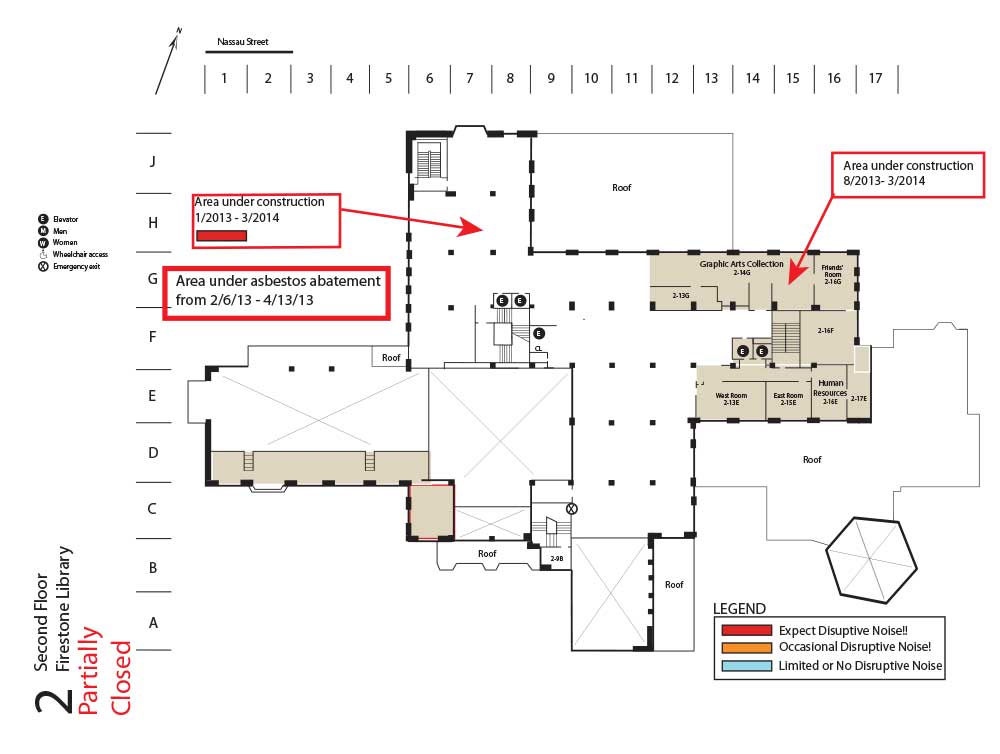 N
Nassau Street
1 2 3 4 5 6 7 8 9 10 11 12 13 14 15 16 17
J
H
G
F
E
D
C
B
A
E Elevator
M Men
W Women
Wheelchair access
Emergency exit
Area under construction
1/2013 - 3/2014
Area under asbestos abatement
from 2/6/13 - 4/13/13
Area under construction
8/2013- 3/2014
Roof
Graphic Arts Collection
2-14G
Friends'
Room
2-16G
2-13G
E E
E
CL
2-16F
E E
Roof
West Room
2-13E
East Room
2-15E
Human
Resources
2-16E
2-17E
Roof
Roof
2-9B
Roof
2
Second Floor
Firestone Library
Partially
Closed
LEGEND
Expect Disuptive Noise!!
Occasional Disruptive Noise!
Limited or No Disruptive Noise